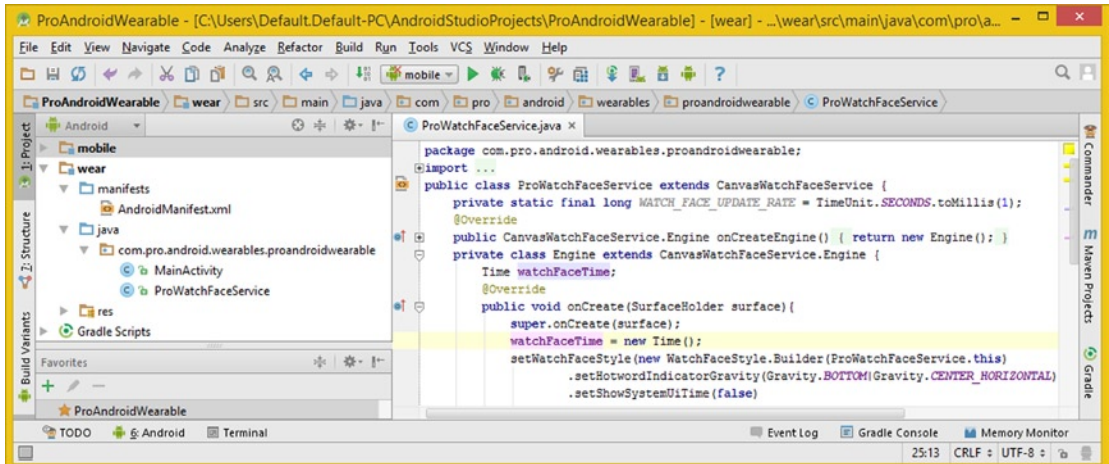 ProAndroidWearable - [C:\Users\Default.Default-PC\AndroidStudioProjects\ProAndroidWearable] - [wear] - ...\wear\src\main\java\com\pro\a...
File Edit View Navigate Code Analyze Refactor Build Run Tools VCS Window Help
mobile
ProAndroidWearable wear src main java com pro android wearables proandroidwearable ProWatchFaceService
1: Project
Z: Structure
Build Variants
Android
mobile
wear
manifests
AndroidManifest.xml
java
com.pro.android.wearables.proandroidwearable
MainActivity
ProWatchFaceService
res
Gradle Scripts
Favorites
ProAndroidWearable
ProWatchFaceService.java
package com.pro.android.wearables.proandroidwearable;
import ...
public class ProWatchFaceService extends CanvasWatchFaceService {
private static final long WATCH_FACE_UPDATE_RATE = TimeUnit.SECONDS.toMillis(1);
@Override
public CanvasWatchFaceService.Engine onCreateEngine() { return new Engine(); }
private class Engine extends CanvasWatchFaceService.Engine {
Time watchFaceTime;
@Override
public void onCreate(SurfaceHolder surface){
super.onCreate(surface);
watchFaceTime = new Time();
setWatchFaceStyle(new WatchFaceStyle.Builder(ProWatchFaceService.this)
.setHotwordIndicatorGravity(Gravity.BOTTOM|Gravity.CENTER_HORIZONTAL)
.setShowSystemUiTime(false)
Commander
m Maven Projects
Gradle
TODO 6: Android Terminal Event Log Gradle Console Memory Monitor
25:13 CRLF UTF-8